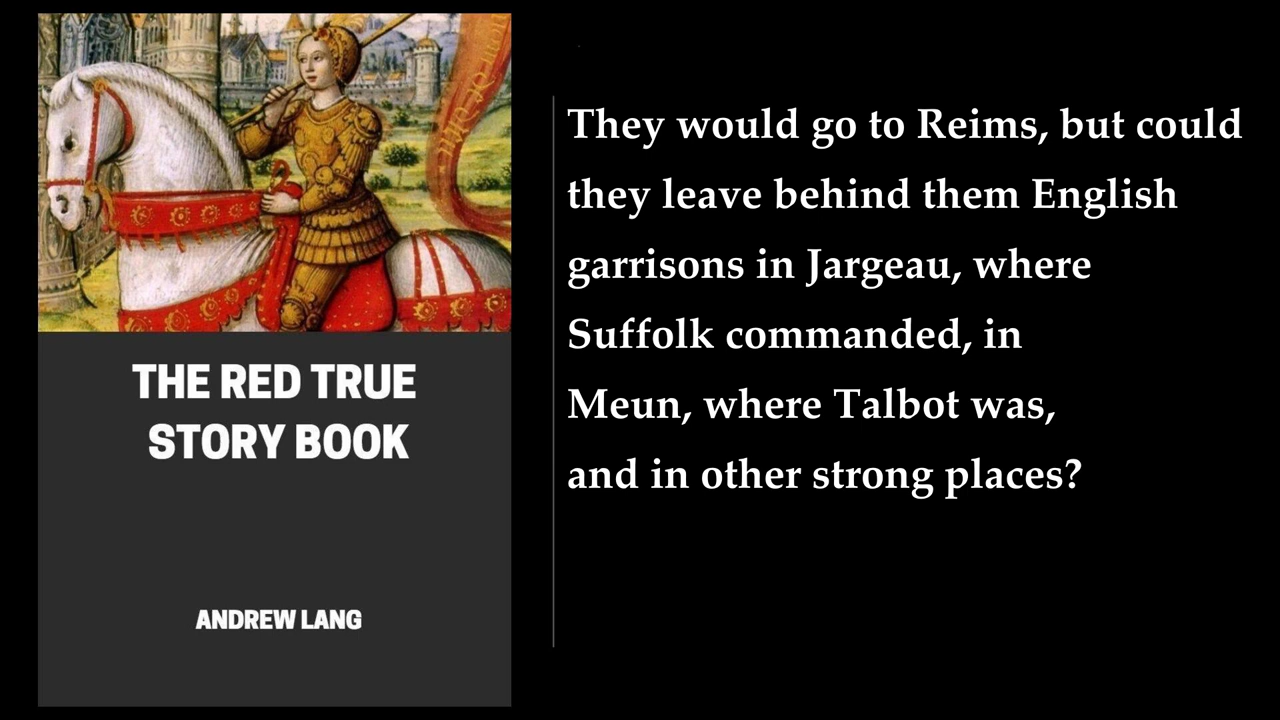 THE RED TRUE
STORY BOOK
ANDREW LANG
They would go to Reims, but could
they leave behind them English
garrisons in Jargeau, where
Suffolk commanded, in
Meun, where Talbot was,
and in other strong places?